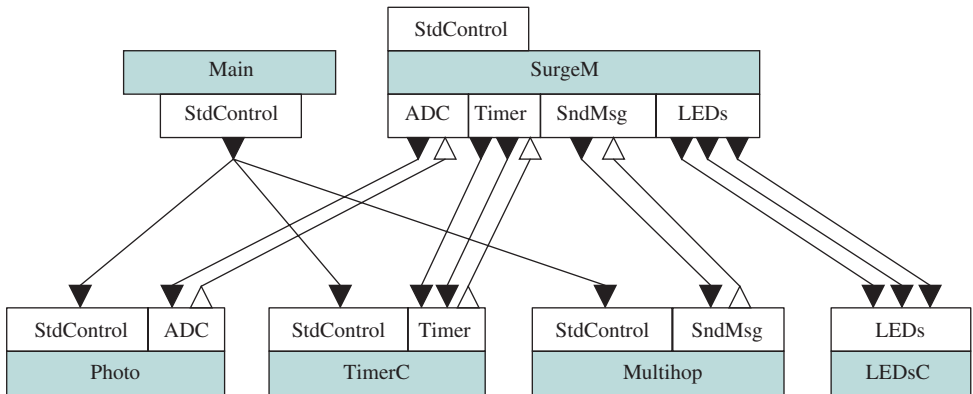 StdControl
Main
SurgeM
StdControl
ADC
Timer
SndMsg
LEDs
StdControl
ADC
StdControl
Timer
StdControl
SndMsg
LEDs
Photo
TimerC
Multihop
LEDsC